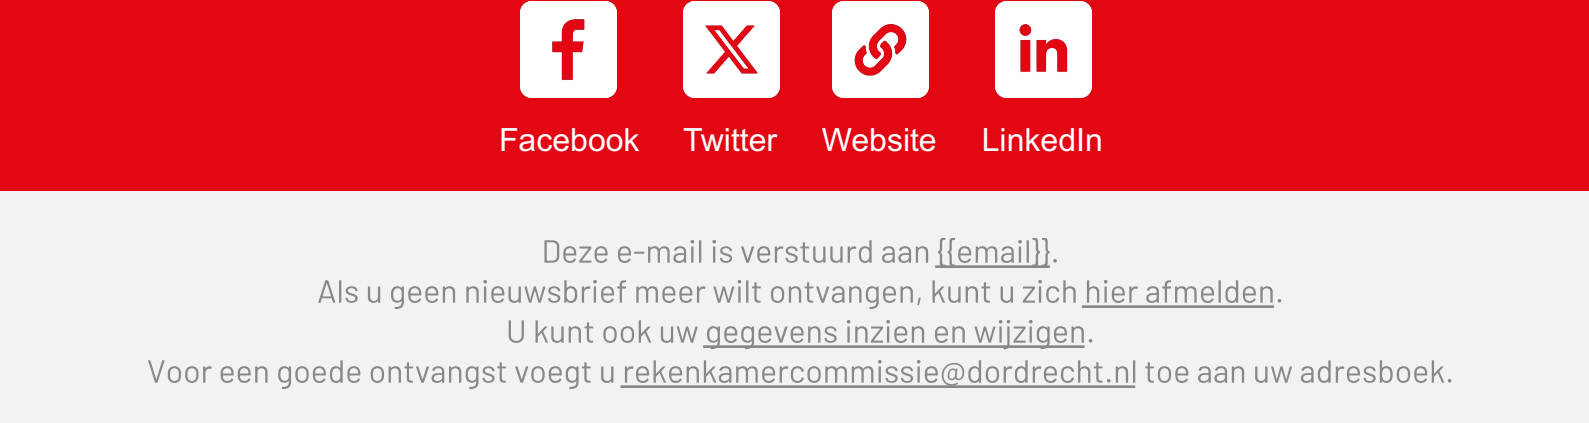 Facebook Twitter Website LinkedIn
Deze e-mail is verstuurd aan {{email}}.
Als u geen nieuwsbrief meer wilt ontvangen, kunt u zich hier afmelden.
U kunt ook uw gegevens inzien en wijzigen.
Voor een goede ontvangst voegt u rekenkamercommissie@dordrecht.nl toe aan uw adresboek.